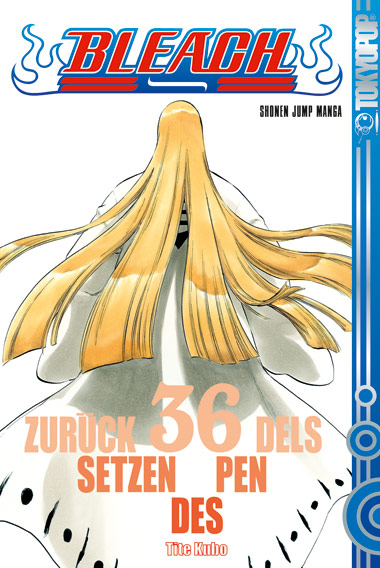 BLEACH
SHONEN JUMP MANGA
TOKYOPOP
ZURÜCK 36 DELS
SETZEN PEN
DES
Tite Kubo